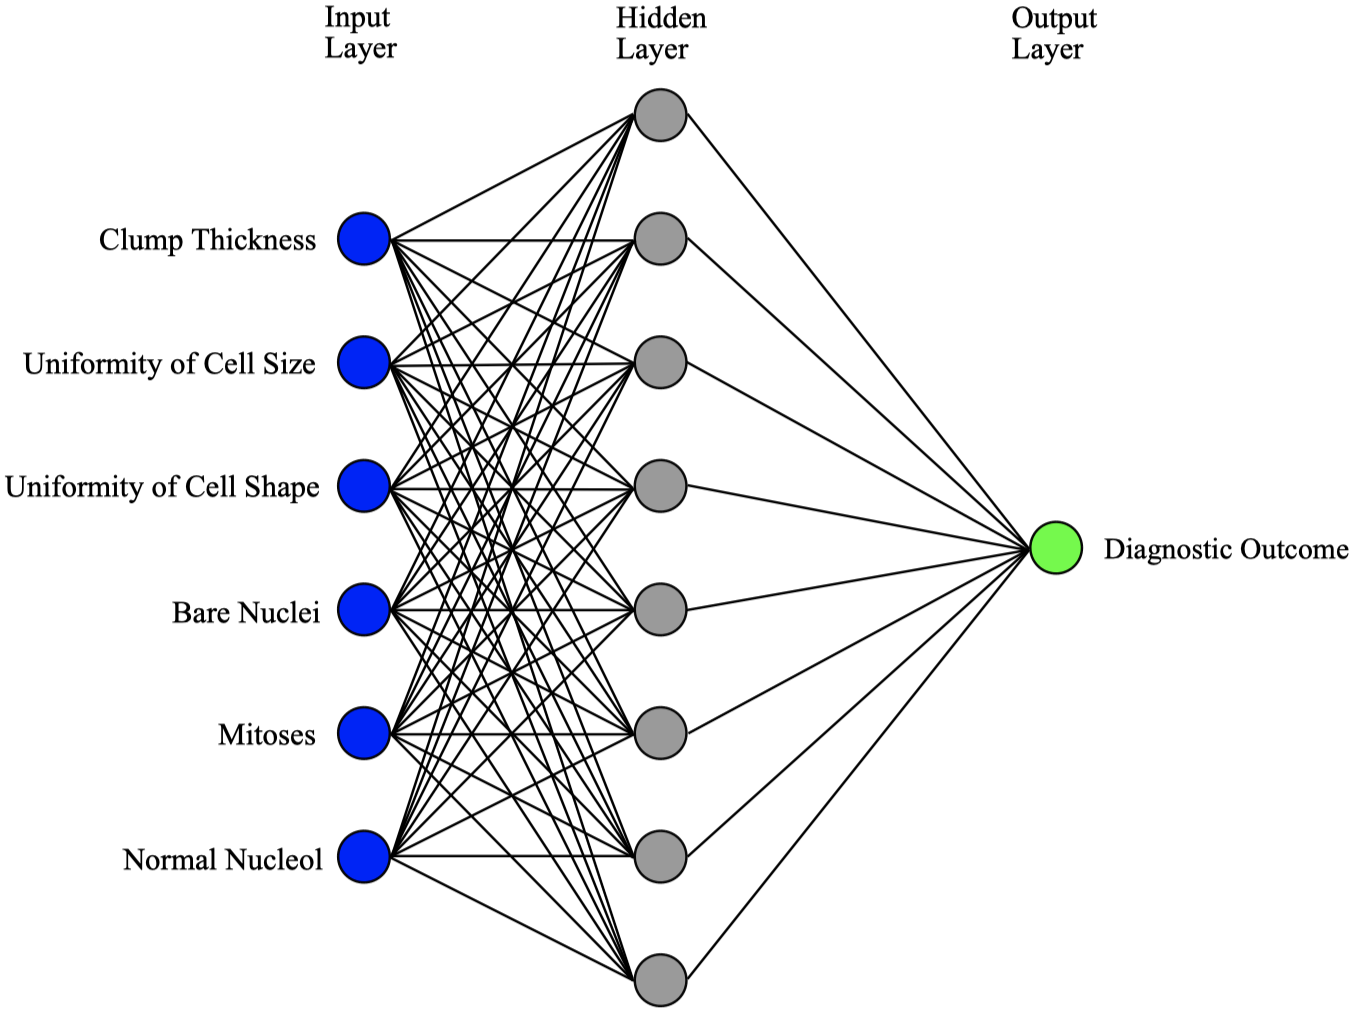 Input
Layer
Hidden
Layer
Output
Layer
Clump Thickness
Uniformity of Cell Size
Uniformity of Cell Shape
Bare Nuclei
Mitoses
Normal Nucleol
Diagnostic Outcome